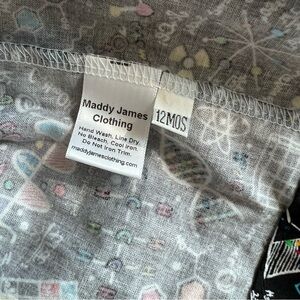 Maddy James
Clothing
Hand Wash. Line Dry.
No Bleach. Cool Iron.
Do Not Iron Trim.
maddyjamesclothing.com
12MOS